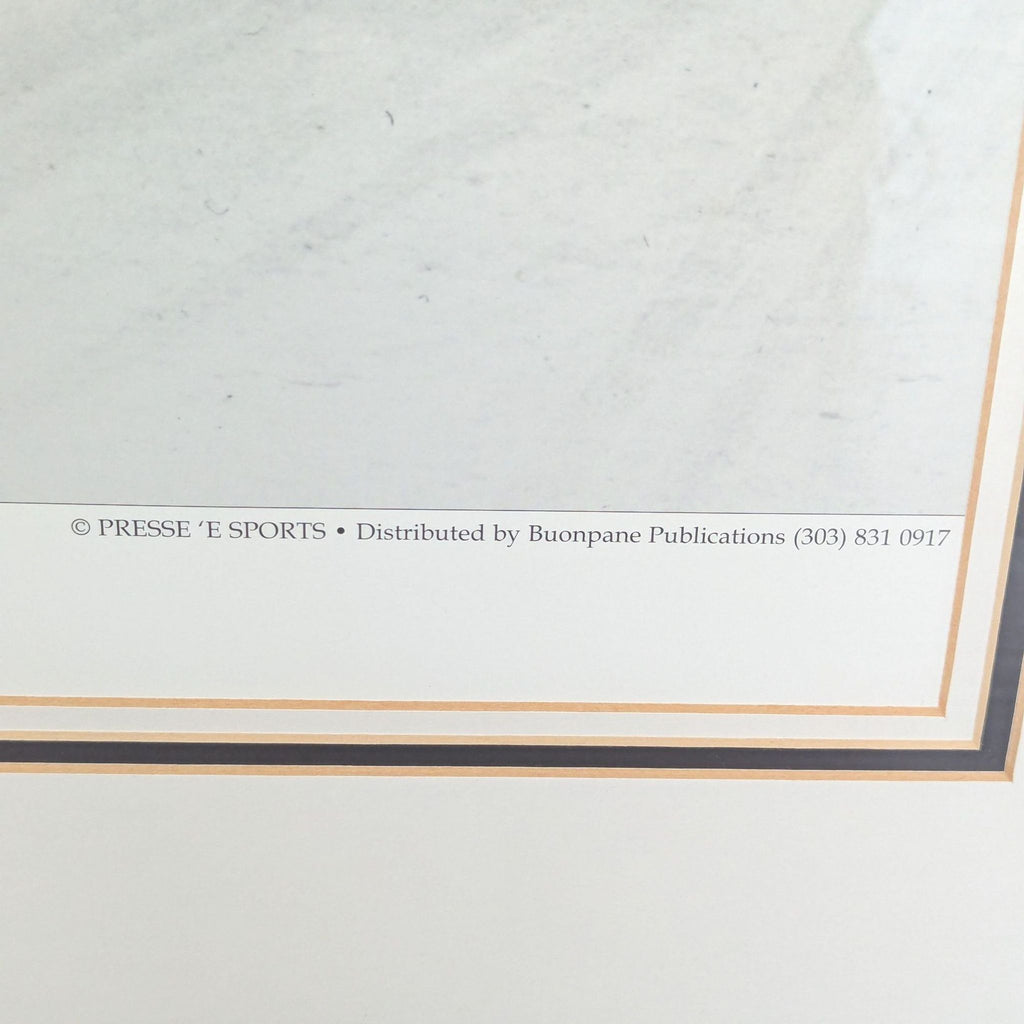 © PRESSE ‘E SPORTS • Distributed by Buonpane Publications (303) 831 0917